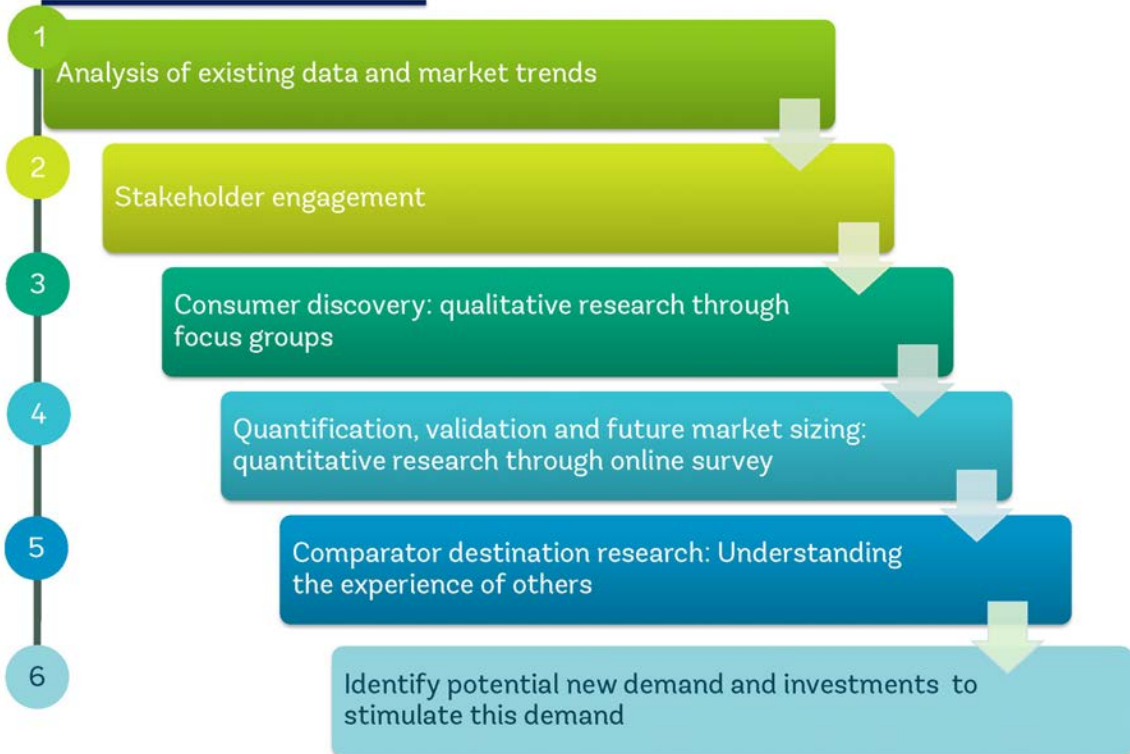 1
Analysis of existing data and market trends
2
Stakeholder engagement
3
Consumer discovery: qualitative research through
focus groups
4
Quantification, validation and future market sizing:
quantitative research through online survey
5
Comparator destination research: Understanding
the experience of others
6
Identify potential new demand and investments to
stimulate this demand